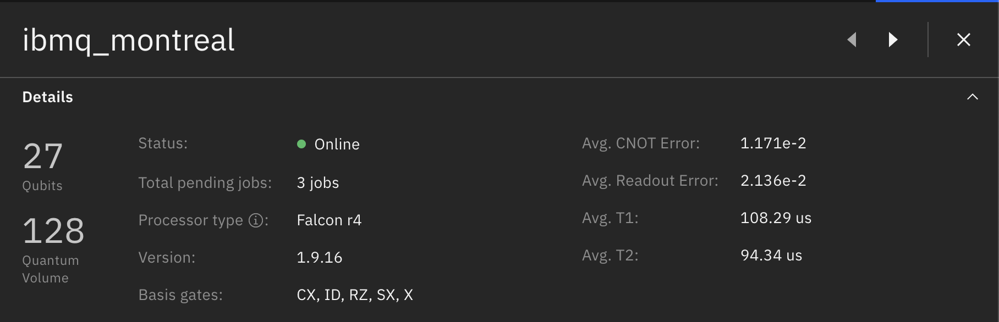 ibmq_montreal
Details
27
Qubits
128
Quantum
Volume
Status: Online
Total pending jobs: 3 jobs
Processor type ⓘ: Falcon r4
Version: 1.9.16
Basis gates: CX, ID, RZ, SX, X
Avg. CNOT Error: 1.171e-2
Avg. Readout Error: 2.136e-2
Avg. T1: 108.29 us
Avg. T2: 94.34 us